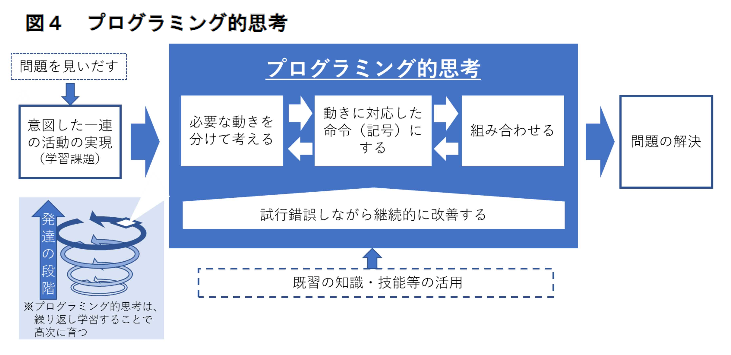 図４　プログラミング的思考
問題を見いだす
意図した一連
の活動の実現
（学習課題）
プログラミング的思考
必要な動きを
分けて考える
動きに対応した
命令（記号）に
する
組み合わせる
試行錯誤しながら継続的に改善する
問題の解決
既習の知識・技能等の活用
発達の段階
※プログラミング的思考は、
繰り返し学習することで
高次に育つ